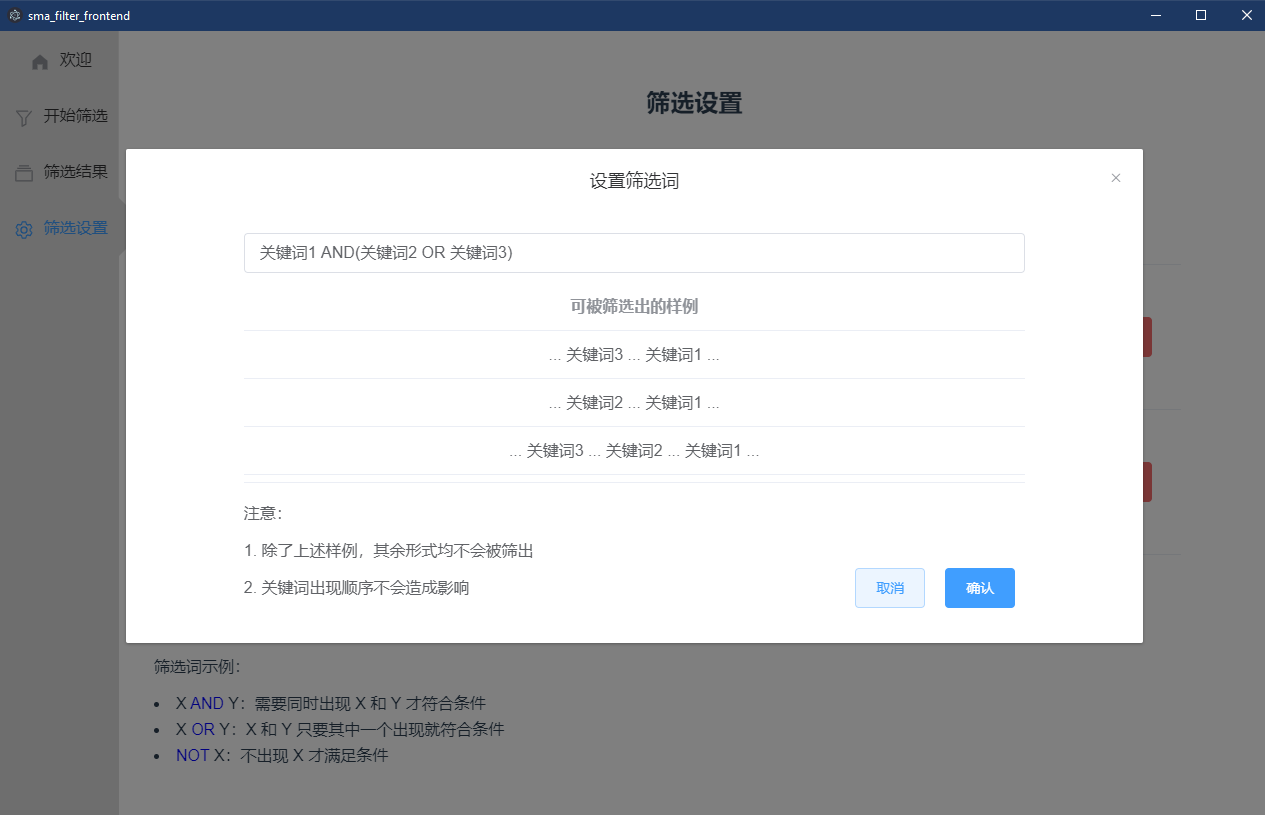 sma_filter_frontend
欢迎
开始筛选
筛选结果
筛选设置
筛选设置
设置筛选词
关键词1 AND(关键词2 OR 关键词3)
可被筛选出的样例
... 关键词3 ... 关键词1 ...
... 关键词2 ... 关键词1 ...
... 关键词3 ... 关键词2 ... 关键词1 ...
注意：
1. 除了上述样例，其余形式均不会被筛出
2. 关键词出现顺序不会造成影响
取消
确认
筛选词示例：
• X AND Y：需要同时出现 X 和 Y 才符合条件
• X OR Y：X 和 Y 只要其中一个出现就符合条件
• NOT X：不出现 X 才满足条件